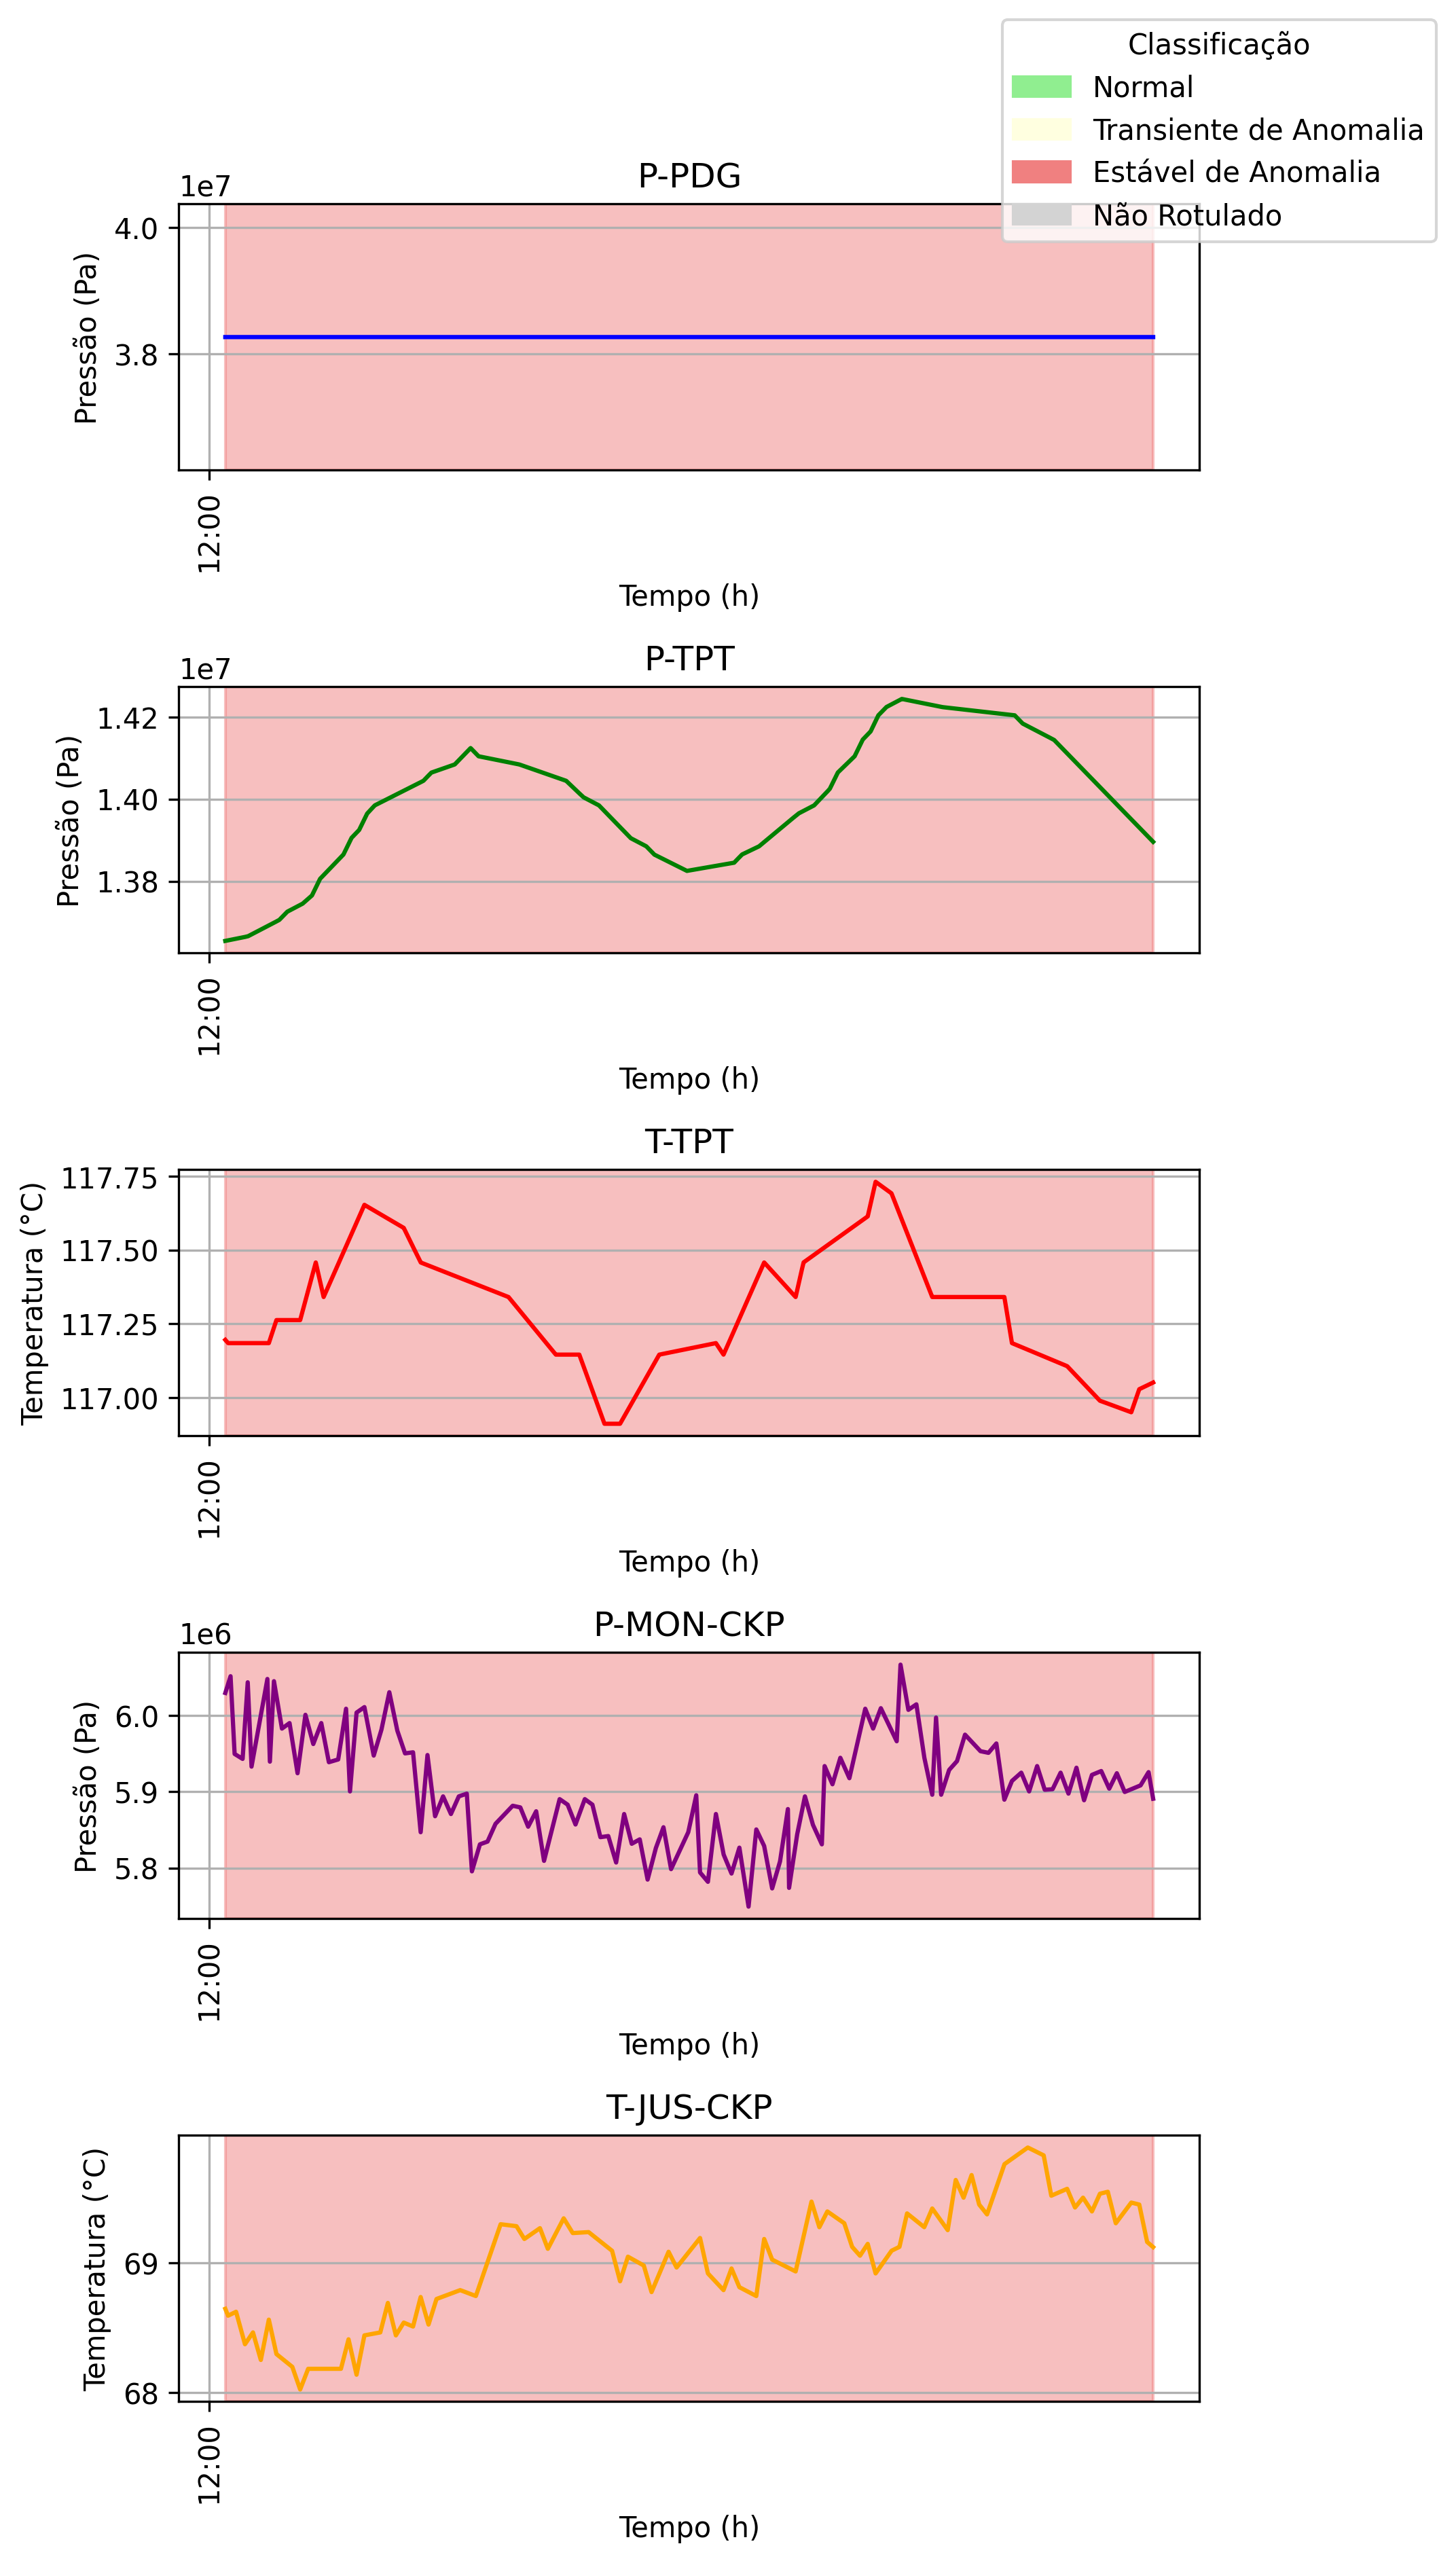 Classificação
Normal
Transiente de Anomalia
Estável de Anomalia
Não Rotulado
P-PDG
1e7
4.0
3.8
Pressão (Pa)
12:00
Tempo (h)
P-TPT
1e7
1.42
1.40
1.38
Pressão (Pa)
12:00
Tempo (h)
T-TPT
117.75
117.50
117.25
117.00
Temperatura (°C)
12:00
Tempo (h)
P-MON-CKP
1e6
6.0
5.9
5.8
Pressão (Pa)
12:00
Tempo (h)
T-JUS-CKP
69
68
Temperatura (°C)
12:00
Tempo (h)